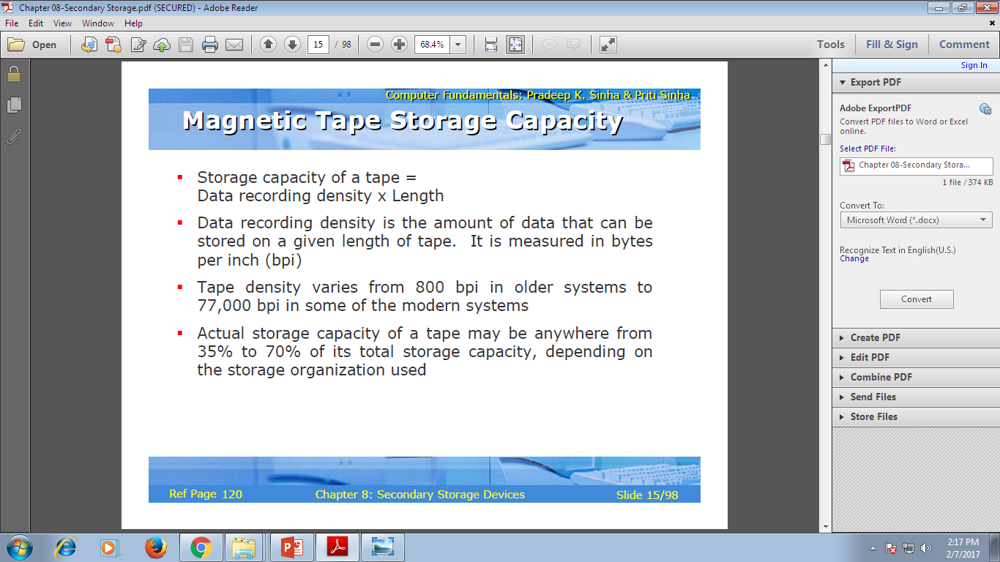 Chapter 08-Secondary Storage.pdf (SECURED) - Adobe Reader
File Edit View Window Help
Open 15 / 98 68.4% Tools Fill & Sign Comment
Sign In
Computer Fundamentals: Pradeep K. Sinha & Priti Sinha
Magnetic Tape Storage Capacity
Storage capacity of a tape =
Data recording density x Length
Data recording density is the amount of data that can be
stored on a given length of tape. It is measured in bytes
per inch (bpi)
Tape density varies from 800 bpi in older systems to
77,000 bpi in some of the modern systems
Actual storage capacity of a tape may be anywhere from
35% to 70% of its total storage capacity, depending on
the storage organization used
Ref Page 120 Chapter 8: Secondary Storage Devices Slide 15/98
Export PDF
Adobe ExportPDF
Convert PDF files to Word or Excel
online.
Select PDF File:
Chapter 08-Secondary Stora...
1 file / 374 KB
Convert To:
Microsoft Word (*.docx)
Recognize Text in English(U.S.)
Change
Convert
Create PDF
Edit PDF
Combine PDF
Send Files
Store Files
2:17 PM
2/7/2017